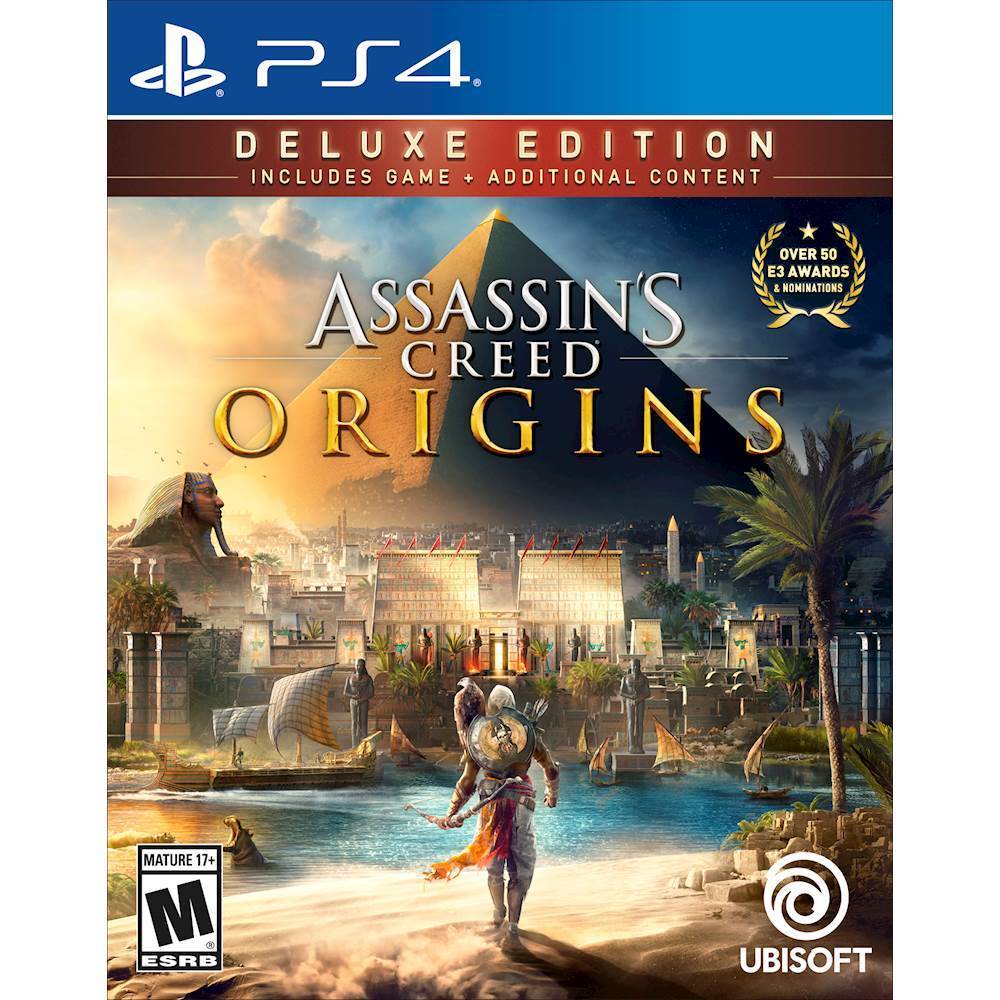 PS4
DELUXE EDITION
INCLUDES GAME + ADDITIONAL CONTENT
OVER 50
E3 AWARDS
& NOMINATIONS
ASSASSIN'S
CREED
ORIGINS
MATURE 17+
M
ESRB
UBISOFT